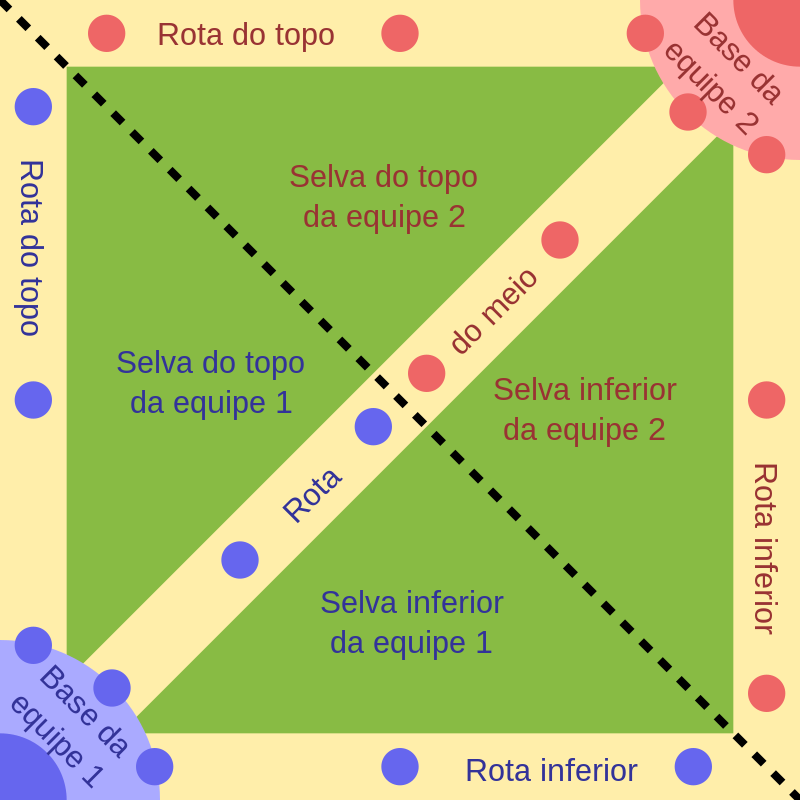 Rota do topo
Base da
equipe 2
Rota do topo
Selva do topo
da equipe 2
do meio
Selva do topo
da equipe 1
Selva inferior
da equipe 2
Rota
Rota inferior
Selva inferior
da equipe 1
Base da
equipe 1
Rota inferior